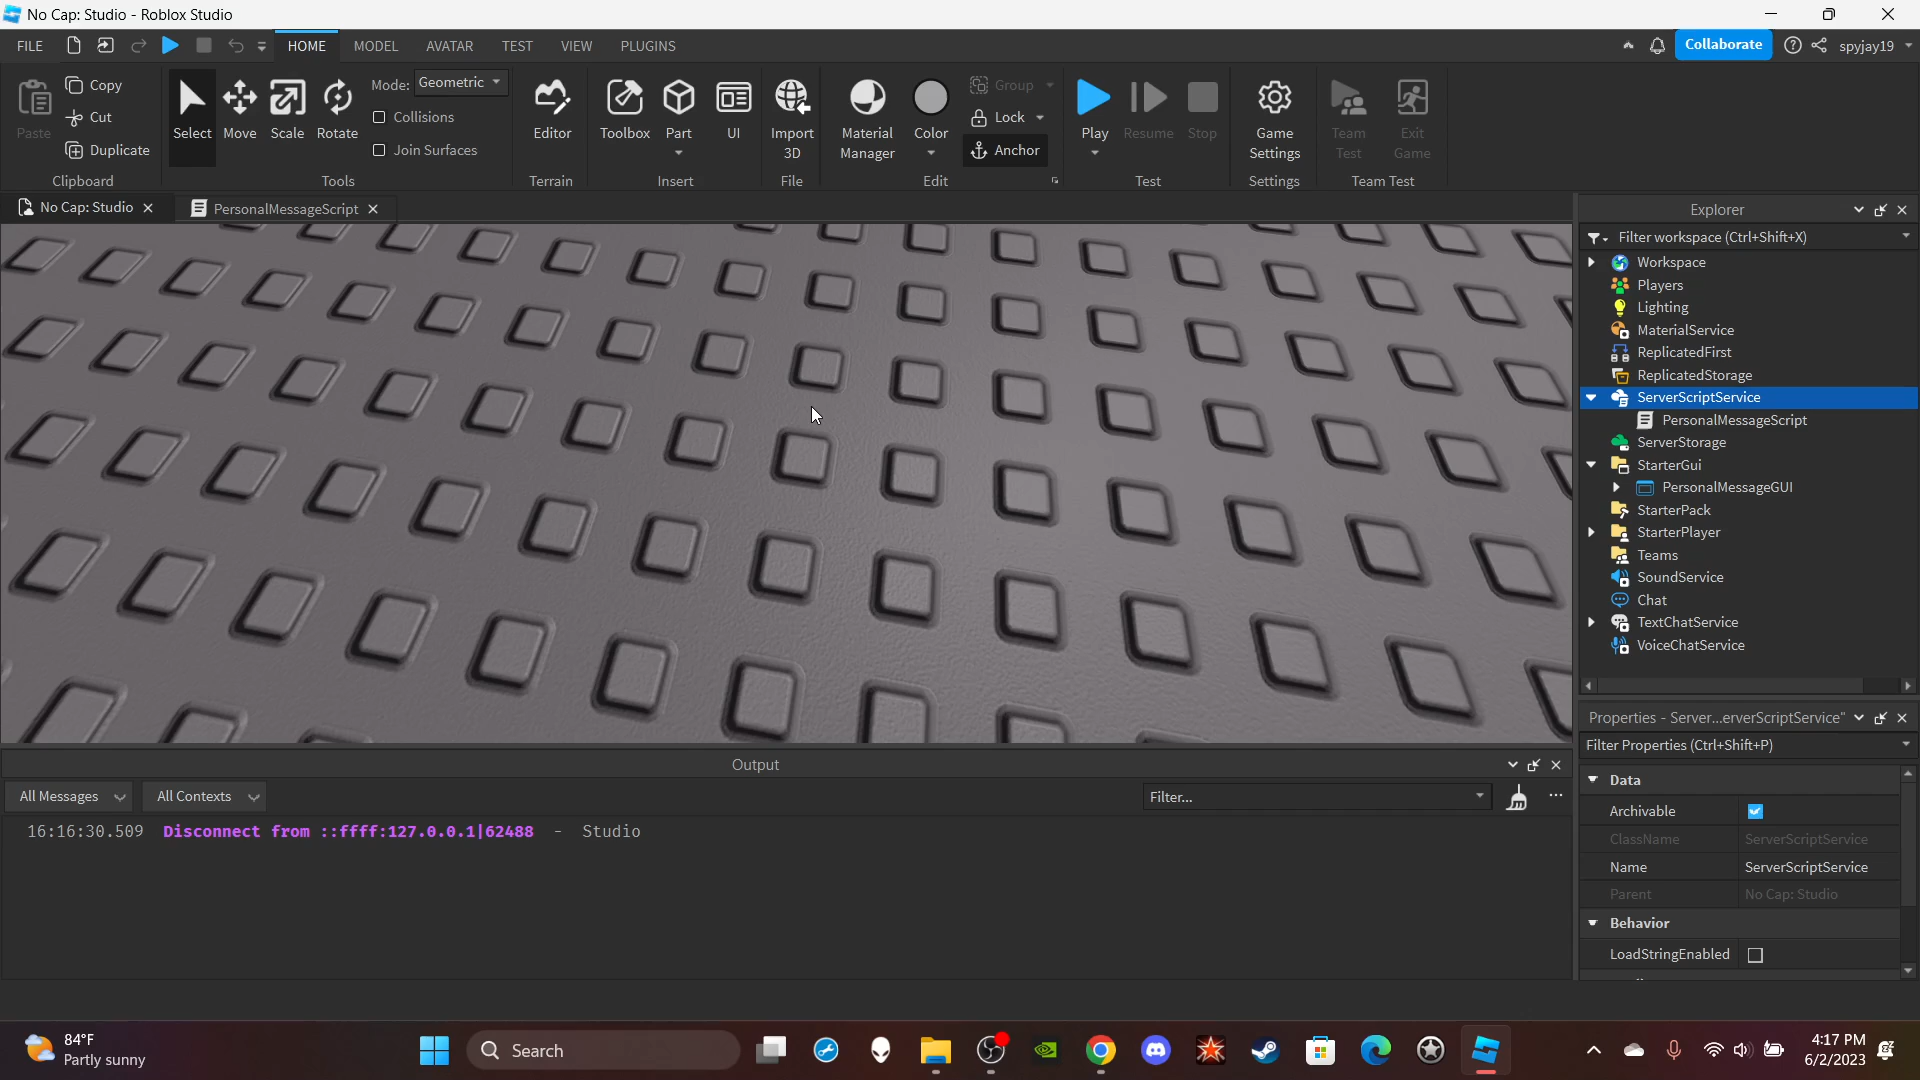 No Cap: Studio - Roblox Studio
FILE HOME MODEL AVATAR TEST VIEW PLUGINS Collaborate spyjay19
Paste Copy Cut Duplicate Clipboard
Select Move Scale Rotate Mode: Geometric Collisions Join Surfaces Tools
Editor Terrain
Toolbox Part UI Insert
Import 3D File
Material Manager Color Group Lock Anchor Edit
Play Resume Stop Test
Game Settings Settings
Team Test Exit Game Team Test
No Cap: Studio PersonalMessageScript
Explorer
Filter workspace (Ctrl+Shift+X)
Workspace
Players
Lighting
MaterialService
ReplicatedFirst
ReplicatedStorage
ServerScriptService
PersonalMessageScript
ServerStorage
StarterGui
PersonalMessageGUI
StarterPack
StarterPlayer
Teams
SoundService
Chat
TextChatService
VoiceChatService
Properties - Server...erverScriptService"
Filter Properties (Ctrl+Shift+P)
Data
Archivable
ClassName ServerScriptService
Name ServerScriptService
Parent No Cap: Studio
Behavior
LoadStringEnabled
Output
All Messages All Contexts Filter...
16:16:30.509 Disconnect from ::ffff:127.0.0.1|62488 - Studio
84°F
Partly sunny
Search
4:17 PM
6/2/2023